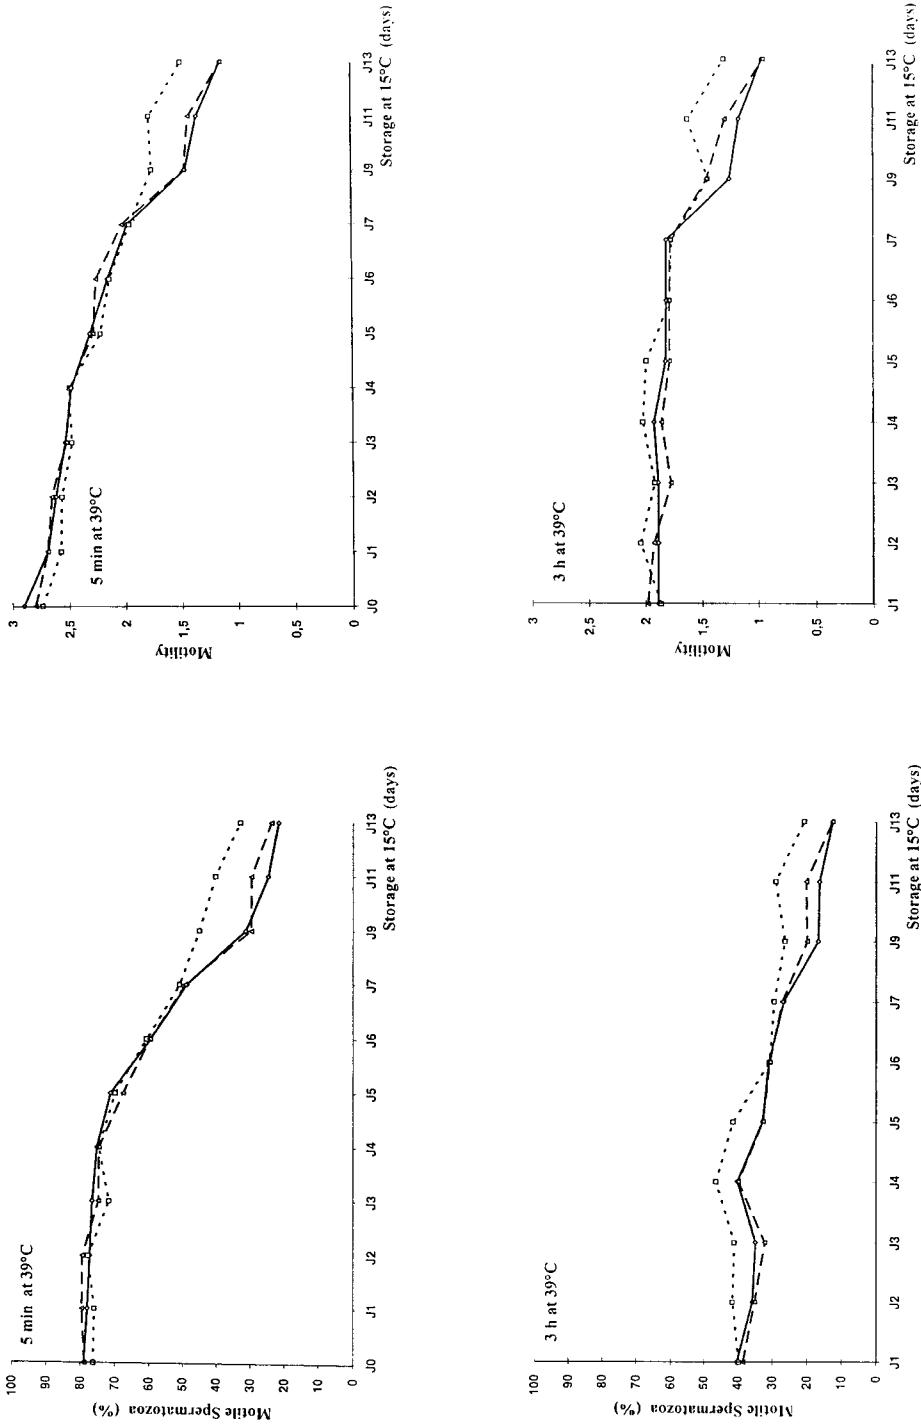 100
90
80
70
60
50
40
30
20
10
0
Motile Spermatozoa (%)
5 min at 39°C
J0 J1 J2 J3 J4 J5 J6 J7 J9 J11 J13
Storage at 15°C (days)
3
2,5
2
1,5
1
0,5
0
Motility
5 min at 39°C
J0 J1 J2 J3 J4 J5 J6 J7 J9 J11 J13
Storage at 15°C (days)
100
90
80
70
60
50
40
30
20
10
0
Motile Spermatozoa (%)
3 h at 39°C
J1 J2 J3 J4 J5 J6 J7 J9 J11 J13
Storage at 15°C (days)
3
2,5
2
1,5
1
0,5
0
Motility
3 h at 39°C
J1 J2 J3 J4 J5 J6 J7 J9 J11 J13
Storage at 15°C (days)